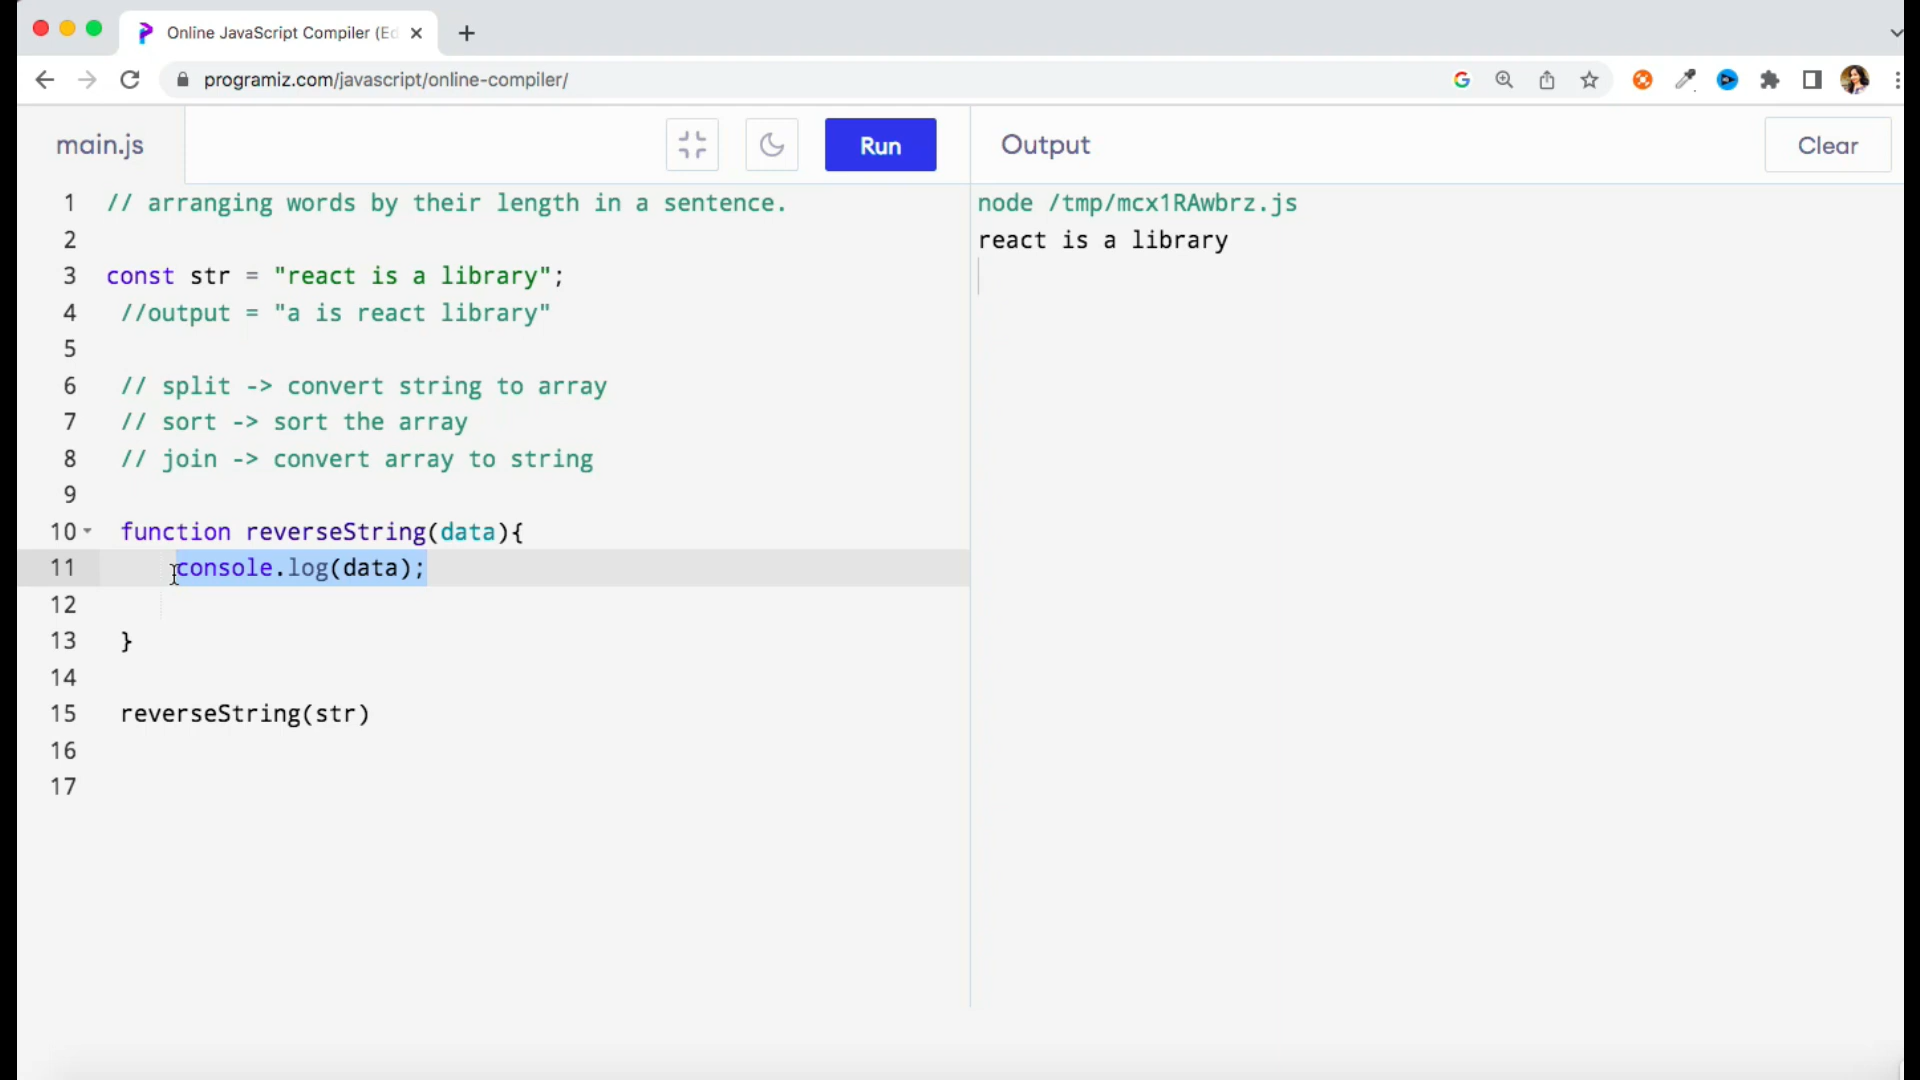 Online JavaScript Compiler (Ed
programiz.com/javascript/online-compiler/
main.js
Run
Output
Clear
1 // arranging words by their length in a sentence.
2
3 const str = "react is a library";
4 //output = "a is react library"
5
6 // split -> convert string to array
7 // sort -> sort the array
8 // join -> convert array to string
9
10 function reverseString(data){
11 console.log(data);
12
13 }
14
15 reverseString(str)
16
17
node /tmp/mcx1RAwbrz.js
react is a library